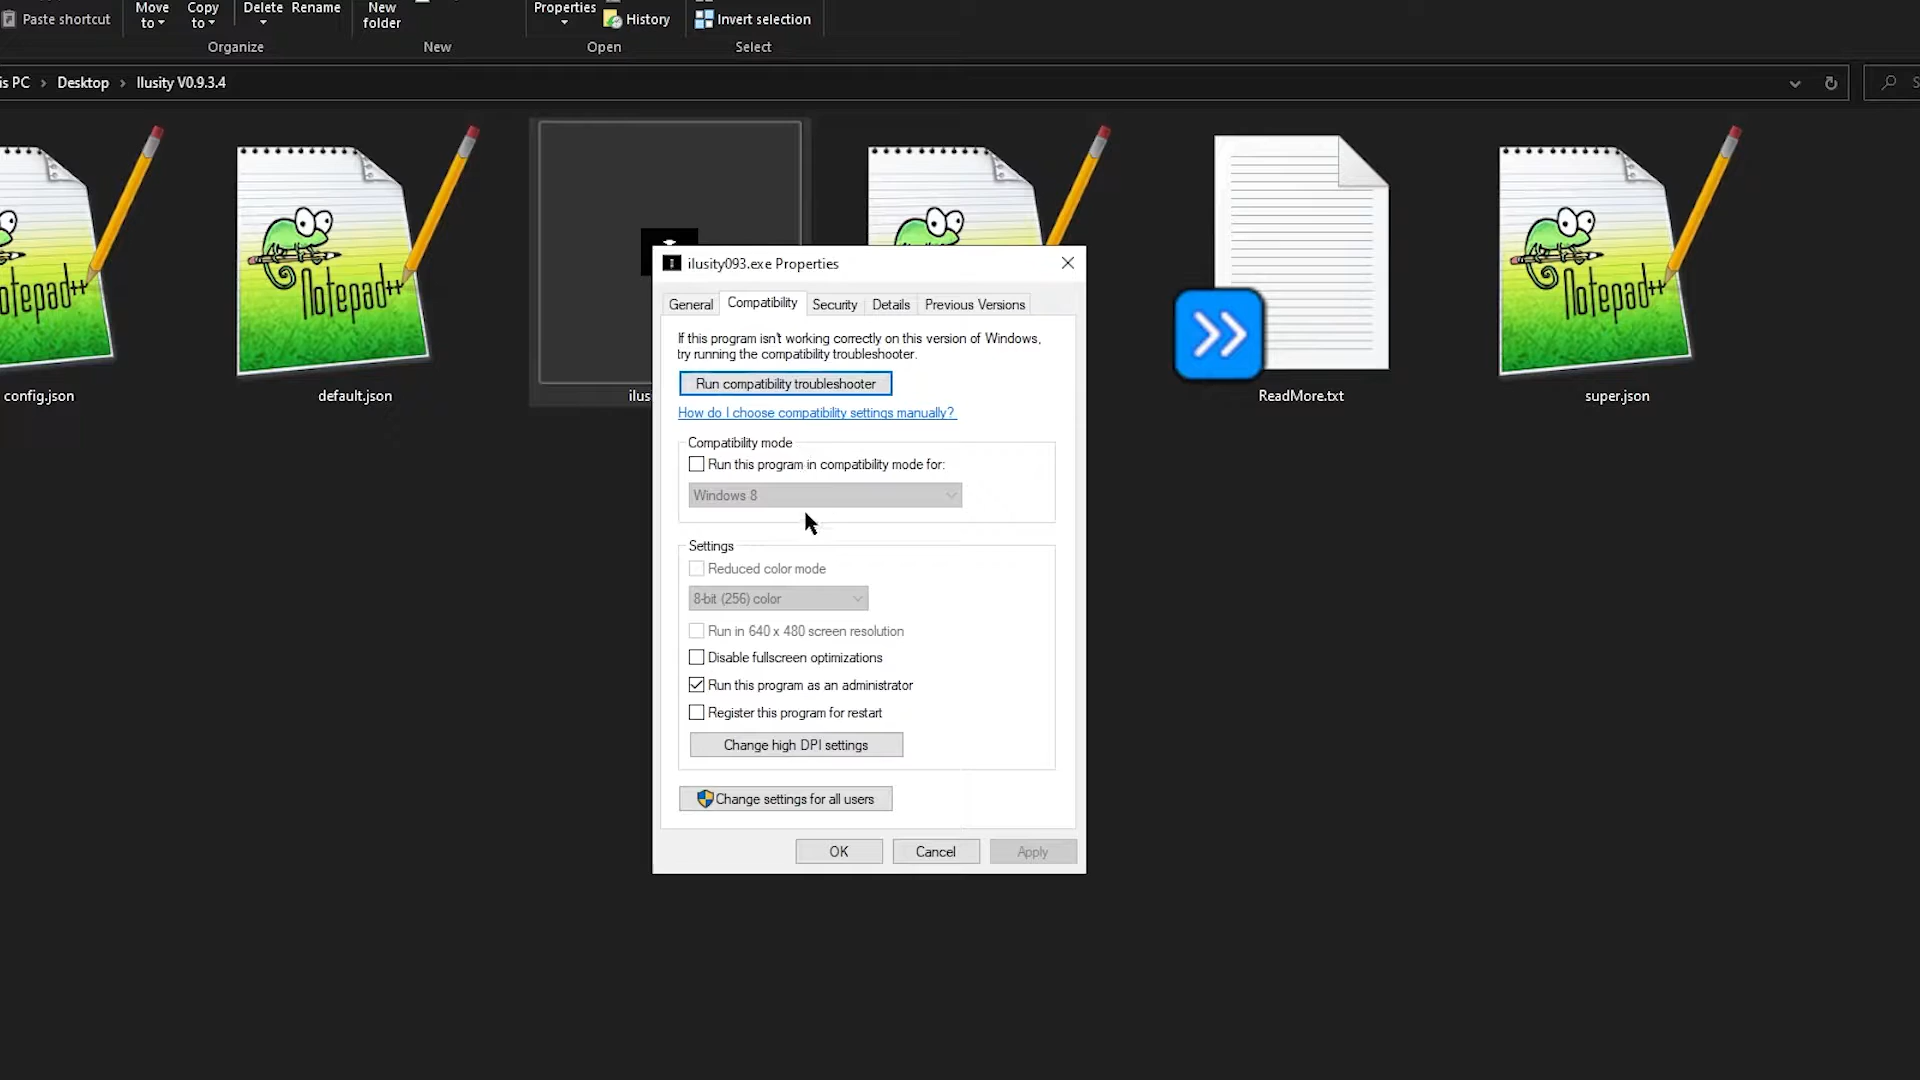 Paste shortcut
Move to
Copy to
Delete
Rename
New folder
Properties
History
Invert selection
Organize
New
Open
Select
is PC > Desktop > Ilusity V0.9.3.4
S
otepad++
Notepad++
Notepad++
config.json
default.json
ilus
ReadMore.txt
super.json
ilusity093.exe Properties
General
Compatibility
Security
Details
Previous Versions
If this program isn't working correctly on this version of Windows,
try running the compatibility troubleshooter.
Run compatibility troubleshooter
How do I choose compatibility settings manually?
Compatibility mode
Run this program in compatibility mode for:
Windows 8
Settings
Reduced color mode
8-bit (256) color
Run in 640 x 480 screen resolution
Disable fullscreen optimizations
Run this program as an administrator
Register this program for restart
Change high DPI settings
Change settings for all users
OK
Cancel
Apply